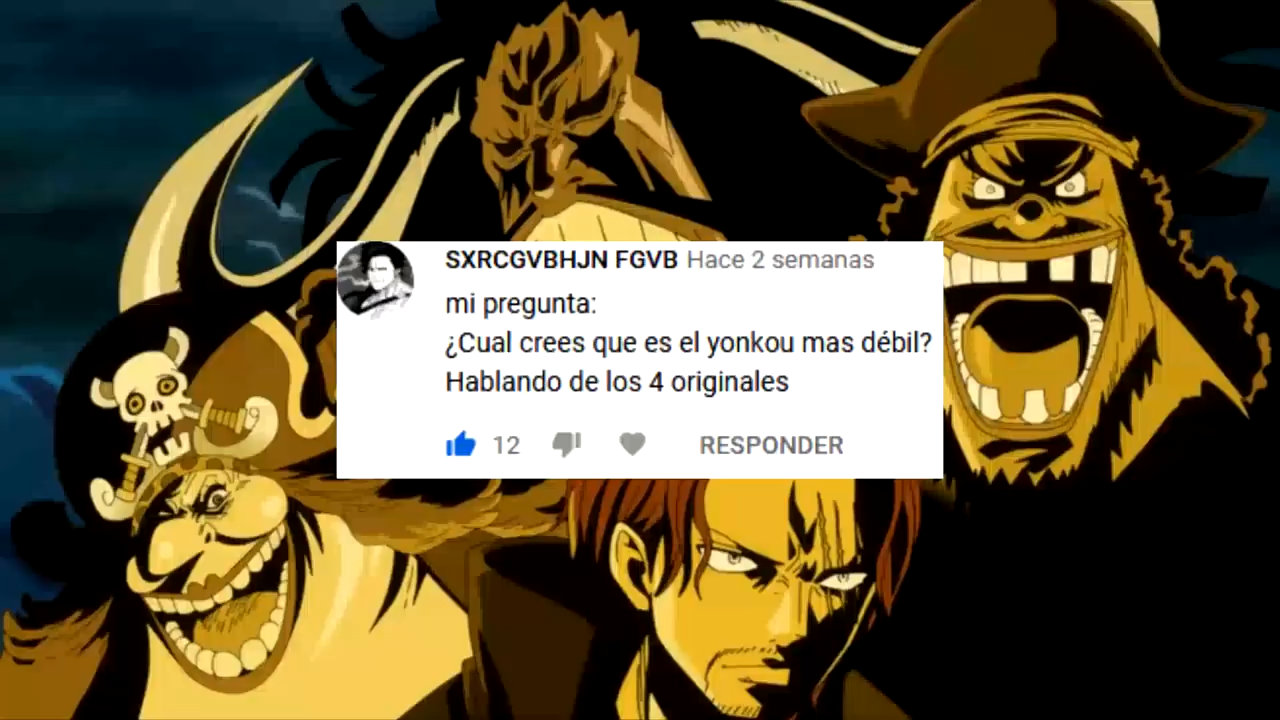 SXRCGVBHJN FGVB Hace 2 semanas
mi pregunta:
¿Cual crees que es el yonkou mas débil?
Hablando de los 4 originales
12 RESPONDER